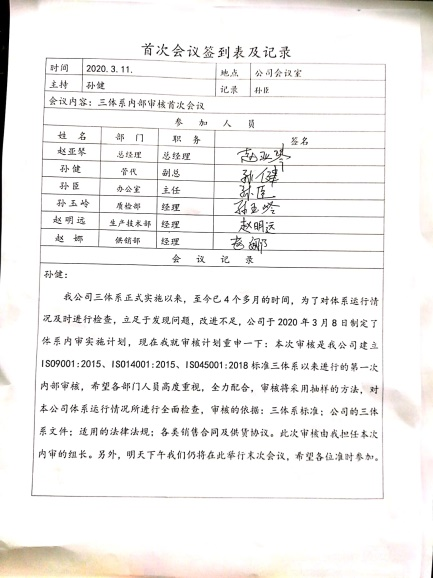 首次会议签到表及记录
时间 2020.3.11. 地点 公司会议室
主持 孙健 记录 孙臣
会议内容：三体系内部审核首次会议
参加人员
姓名 部门 职务 签名
赵亚琴 总经理 总经理 赵亚琴
孙健 管代 副总 孙健
孙臣 办公室 主任 孙臣
孙玉岭 质检部 经理 孙玉岭
赵明远 生产技术部 经理 赵明远
赵娜 供销部 经理 赵娜
会议记录
孙健：
我公司三体系正式实施以来，至今已4个多月的时间，为了对体系运行情
况及时进行检查，立足于发现问题，改进不足，公司于2020年3月8日制定了
体系内审实施计划，现在我就审核计划重申一下：本次审核是我公司建立
ISO9001:2015、ISO14001:2015、ISO45001:2018标准三体系以来进行的第一次
内部审核，希望各部门人员高度重视，全力配合，审核将采用抽样的方法，对
本公司体系运行情况所进行全面检查，审核的依据：三体系标准；公司的三体
系文件；适用的法律法规；各类销售合同及供货协议。此次审核由我担任本次
内审的组长。另外，明天下午我们仍将在此举行末次会议，希望各位准时参加。